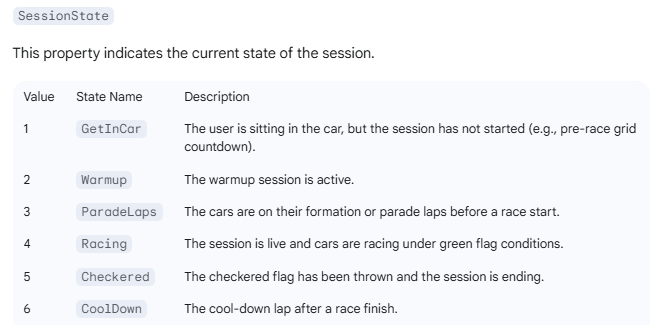 SessionState
This property indicates the current state of the session.
Value State Name Description
1 GetInCar The user is sitting in the car, but the session has not started (e.g., pre-race grid
countdown).
2 Warmup The warmup session is active.
3 ParadeLaps The cars are on their formation or parade laps before a race start.
4 Racing The session is live and cars are racing under green flag conditions.
5 Checkered The checkered flag has been thrown and the session is ending.
6 CoolDown The cool-down lap after a race finish.